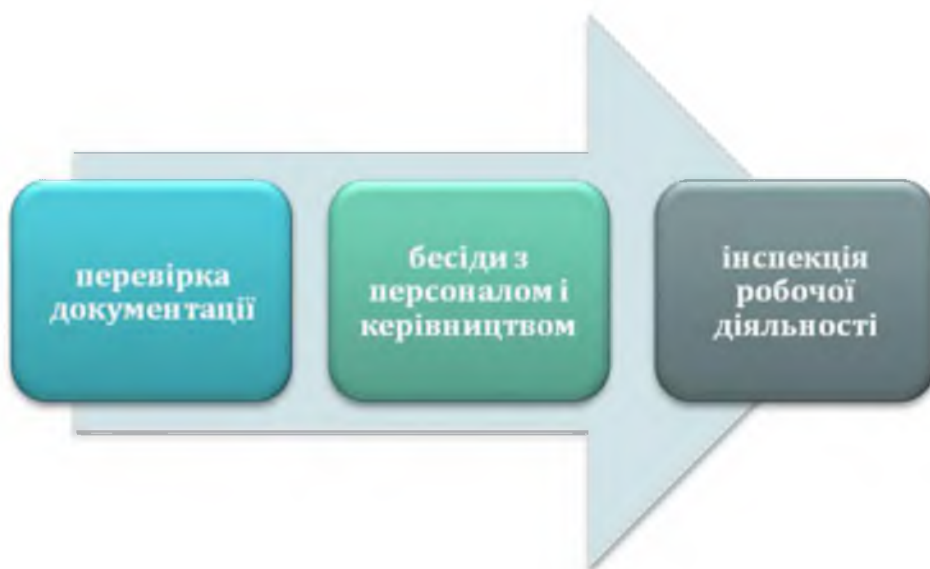 перевірка
документації
бесіди з
персоналом і
керівництвом
інспекція
робочої
діяльності